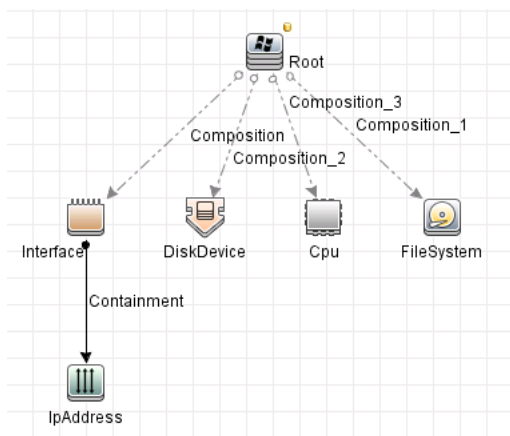 Root
Composition_3
Composition_1
Composition
Composition_2
Interface
DiskDevice
Cpu
FileSystem
Containment
IpAddress